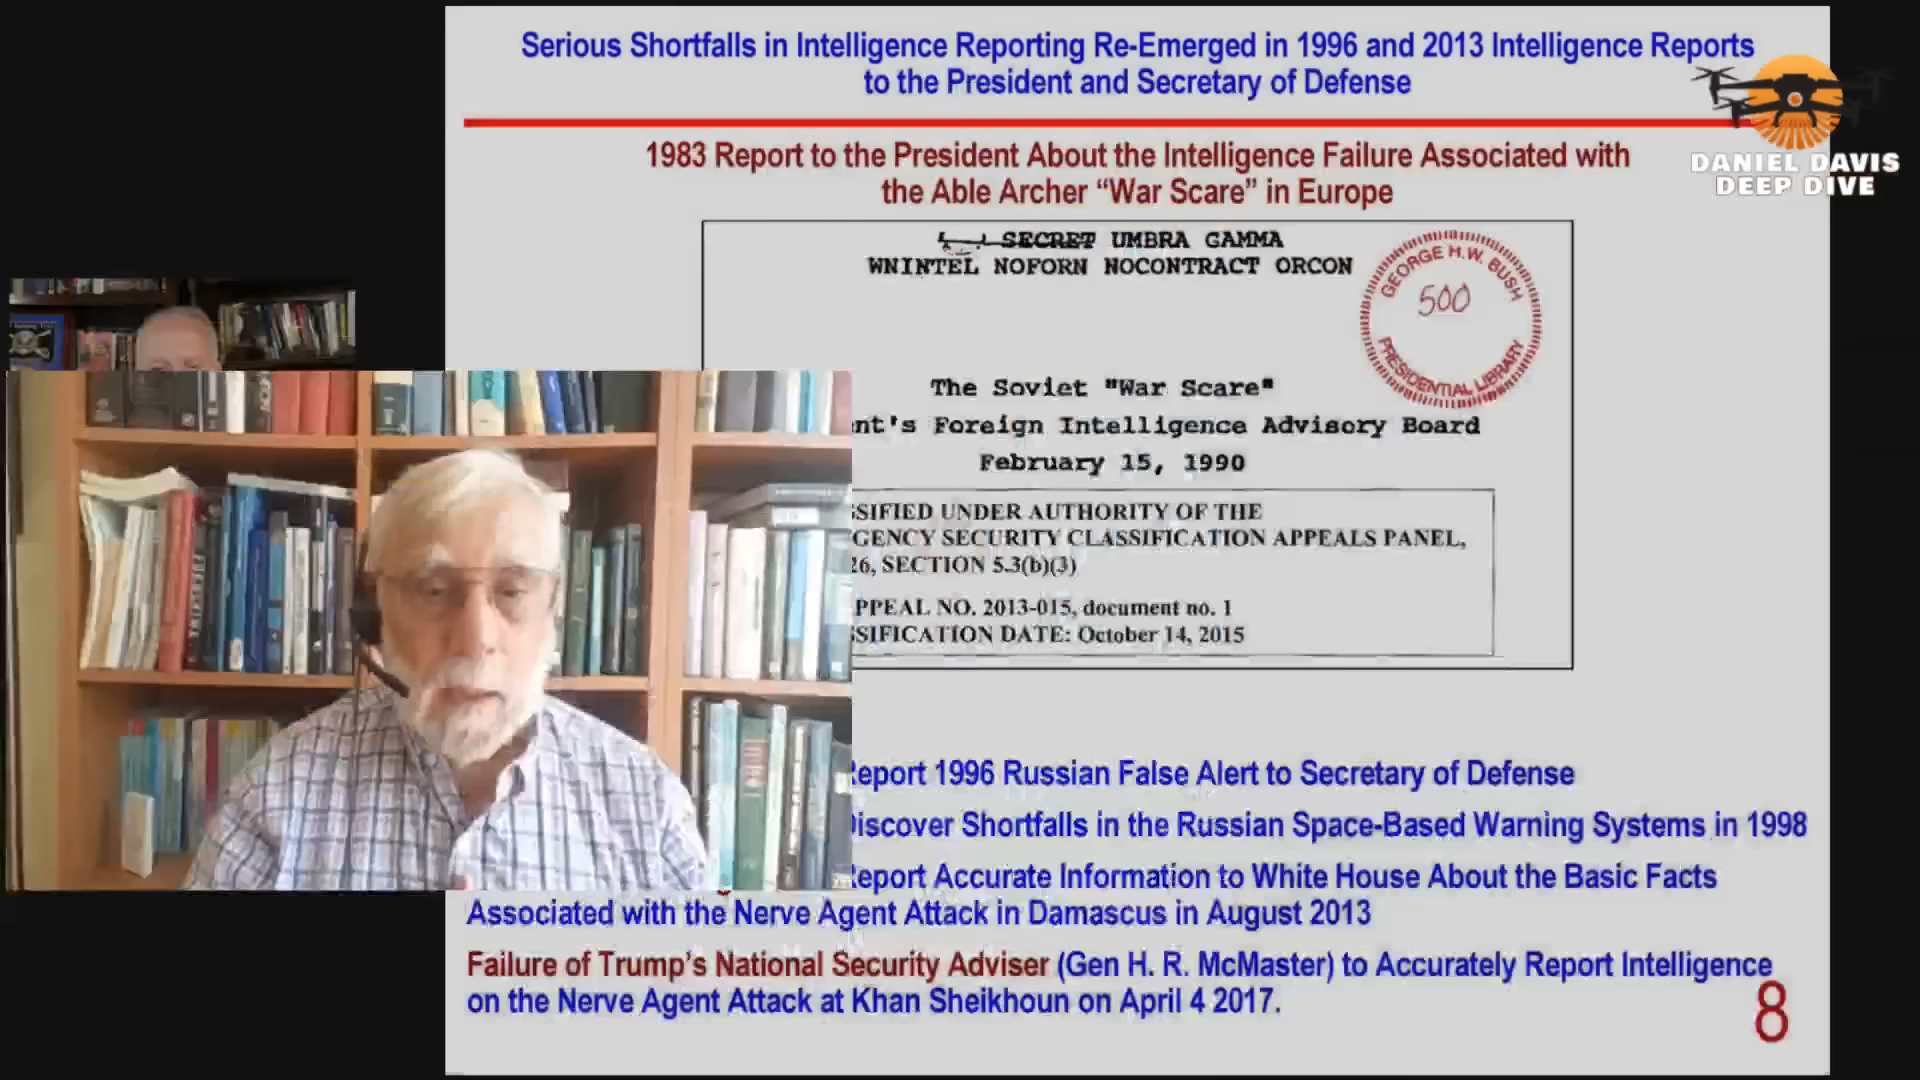 Serious Shortfalls in Intelligence Reporting Re-Emerged in 1996 and 2013 Intelligence Reports
to the President and Secretary of Defense
DANIEL DAVIS
DEEP DIVE
1983 Report to the President About the Intelligence Failure Associated with
the Able Archer “War Scare” in Europe
SECRET UMBRA GAMMA
WNINTEL NOFORN NOCONTRACT ORCON
GEORGE H.W. BUSH
500
PRESIDENTIAL LIBRARY
The Soviet "War Scare"
nt's Foreign Intelligence Advisory Board
February 15, 1990
SSIFIED UNDER AUTHORITY OF THE
GENCY SECURITY CLASSIFICATION APPEALS PANEL,
26, SECTION 5.3(b)(3)
PPEAL NO. 2013-015, document no. 1
SSIFICATION DATE: October 14, 2015
eport 1996 Russian False Alert to Secretary of Defense
iscover Shortfalls in the Russian Space-Based Warning Systems in 1998
eport Accurate Information to White House About the Basic Facts
Associated with the Nerve Agent Attack in Damascus in August 2013
Failure of Trump’s National Security Adviser (Gen H. R. McMaster) to Accurately Report Intelligence
on the Nerve Agent Attack at Khan Sheikhoun on April 4 2017.
8